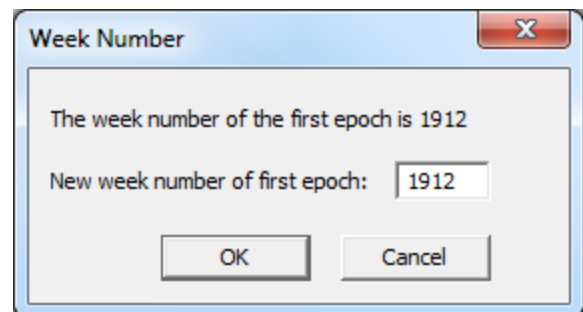 Week Number
The week number of the first epoch is 1912
New week number of first epoch: 1912
OK Cancel